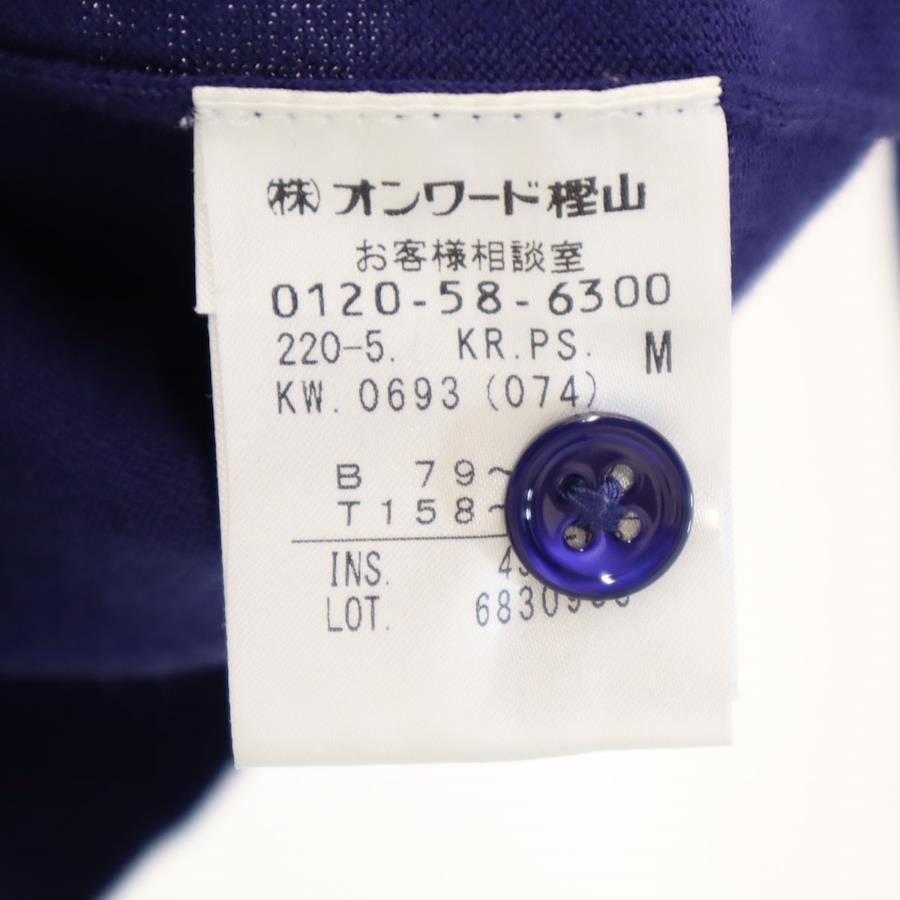 ㈱オンワード樫山
お客様相談室
0120-58-6300
220-5. KR.PS. M
KW. 0693 (074)
B 79~
T158~
INS.
LOT.